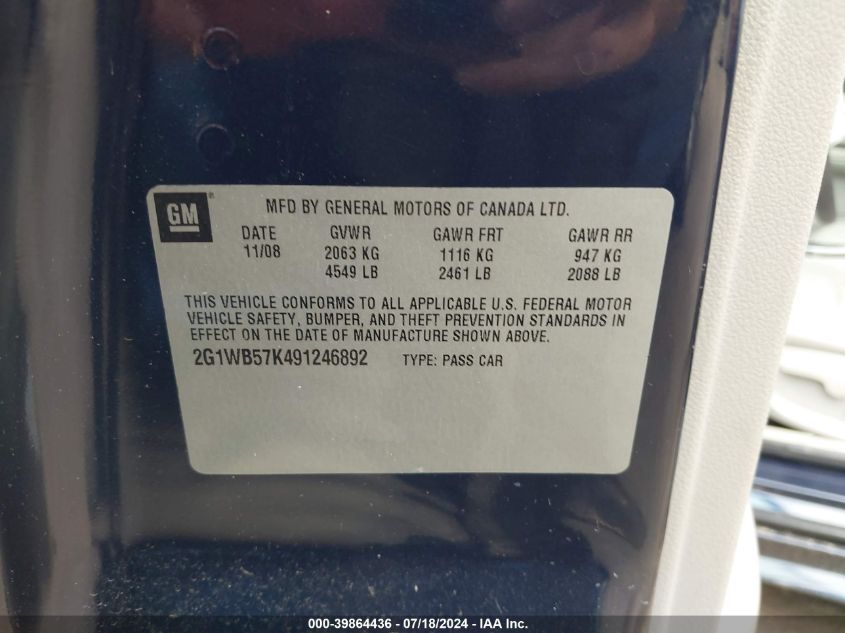 GM
MFD BY GENERAL MOTORS OF CANADA LTD.
DATE GVWR GAWR FRT GAWR RR
11/08 2063 KG 1116 KG 947 KG
4549 LB 2461 LB 2088 LB
THIS VEHICLE CONFORMS TO ALL APPLICABLE U.S. FEDERAL MOTOR
VEHICLE SAFETY, BUMPER, AND THEFT PREVENTION STANDARDS IN
EFFECT ON THE DATE OF MANUFACTURE SHOWN ABOVE.
2G1WB57K491246892 TYPE: PASS CAR
000-39864436 - 07/18/2024 - IAA Inc.